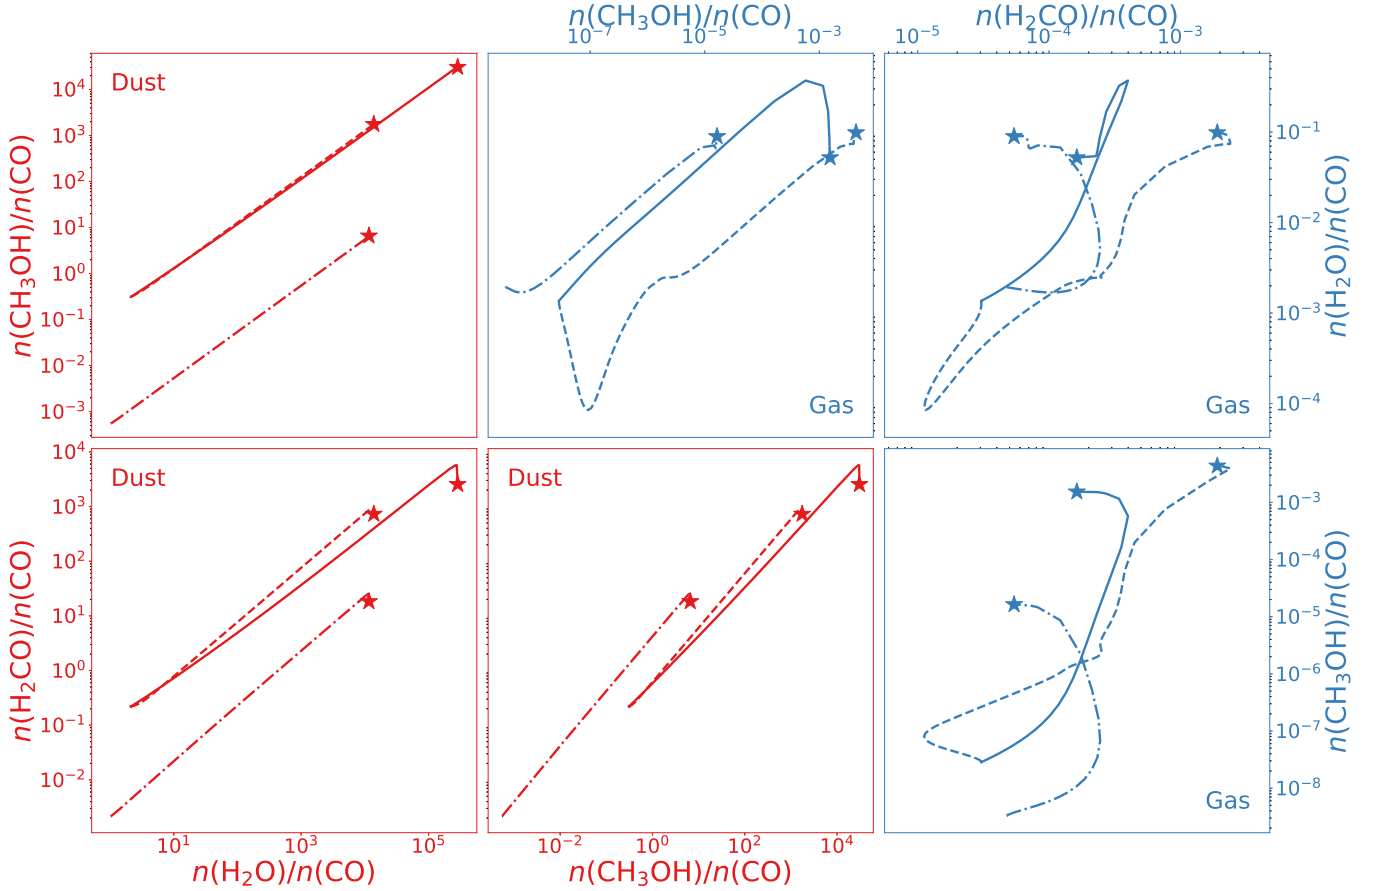 n(CH₃OH)/n(CO)
n(H₂CO)/n(CO)
10⁻⁷ 10⁻⁵ 10⁻³
10⁻⁵ 10⁻⁴ 10⁻³
Dust
10⁴
10³
10²
10¹
10⁰
10⁻¹
10⁻²
10⁻³
n(CH₃OH)/n(CO)
Gas
Gas
10⁻¹
10⁻²
10⁻³
10⁻⁴
n(H₂O)/n(CO)
Dust
10⁴
10³
10²
10¹
10⁰
10⁻¹
10⁻²
n(H₂CO)/n(CO)
Dust
Gas
10⁻³
10⁻⁴
10⁻⁵
10⁻⁶
10⁻⁷
10⁻⁸
n(CH₃OH)/n(CO)
10¹ 10³ 10⁵
10⁻² 10⁰ 10² 10⁴
n(H₂O)/n(CO)
n(CH₃OH)/n(CO)